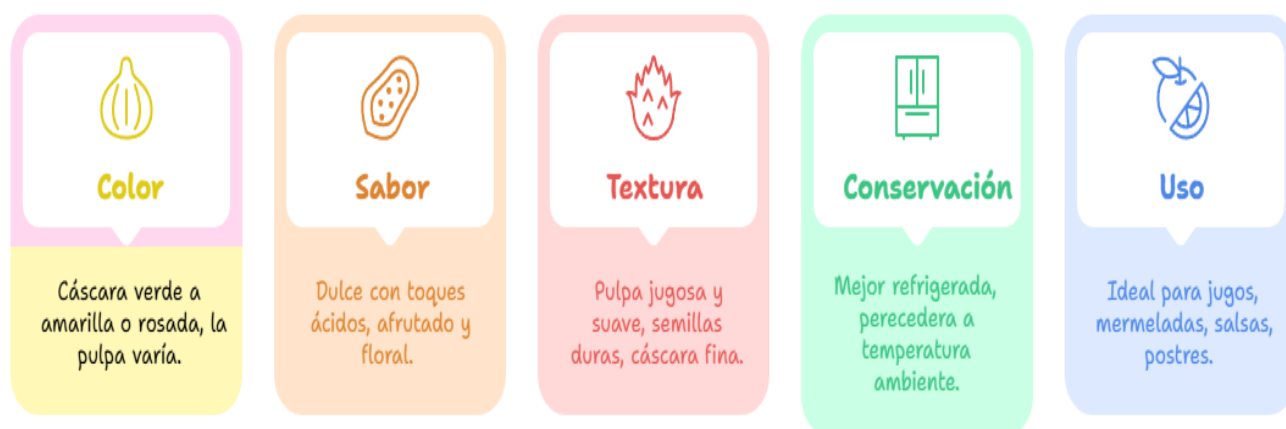 Color
Cáscara verde a
amarilla o rosada, la
pulpa varía.
Sabor
Dulce con toques
ácidos, afrutado y
floral.
Textura
Pulpa jugosa y
suave, semillas
duras, cáscara fina.
Conservación
Mejor refrigerada,
perecedera a
temperatura
ambiente.
Uso
Ideal para jugos,
mermeladas, salsas,
postres.